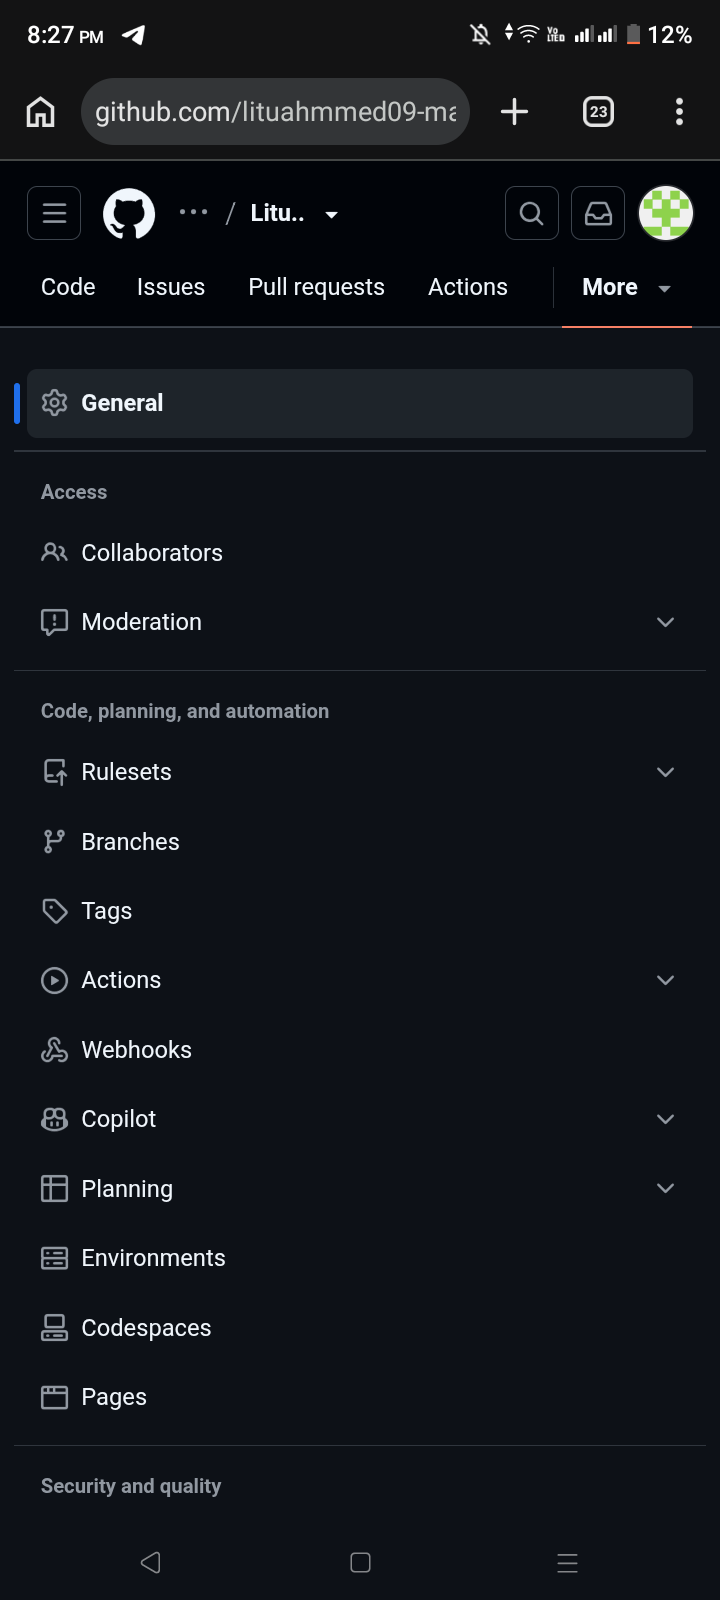 8:27 PM
12%
github.com/lituahmmed09-ma
23
... / Litu..
Code Issues Pull requests Actions More
General
Access
Collaborators
Moderation
Code, planning, and automation
Rulesets
Branches
Tags
Actions
Webhooks
Copilot
Planning
Environments
Codespaces
Pages
Security and quality